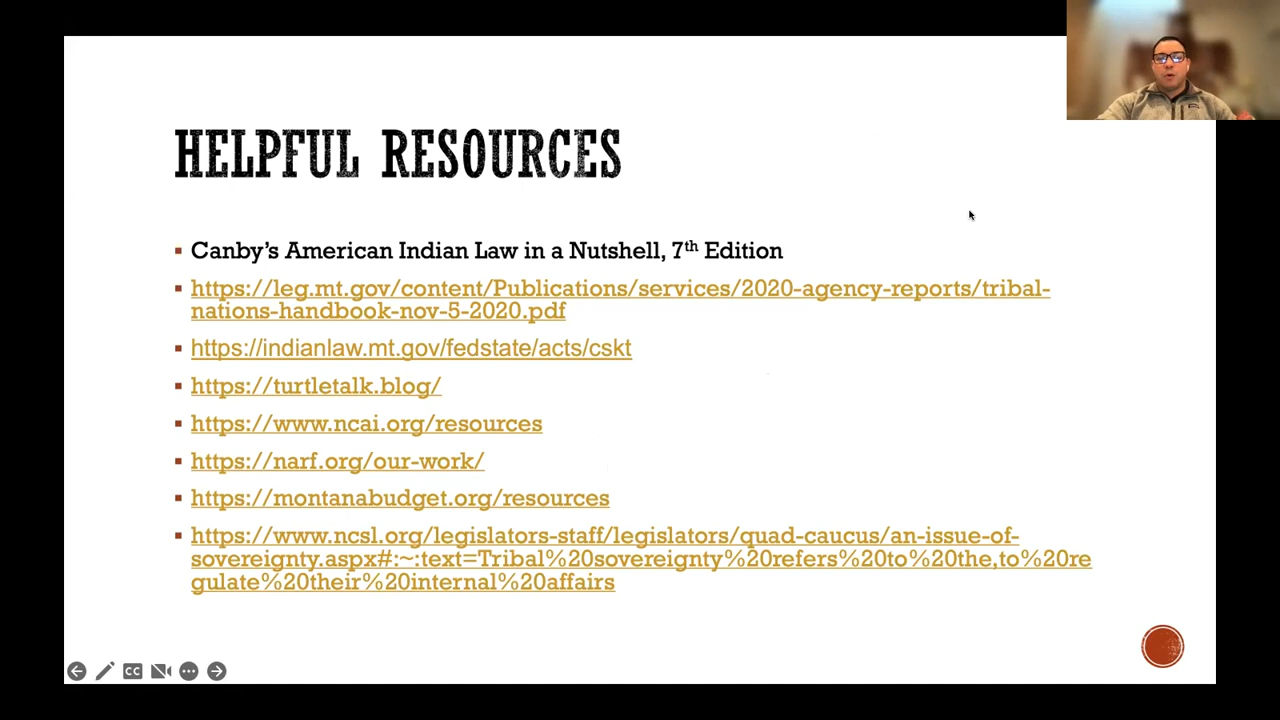 HELPFUL RESOURCES
▪ Canby's American Indian Law in a Nutshell, 7th Edition
▪ https://leg.mt.gov/content/Publications/services/2020-agency-reports/tribal-
nations-handbook-nov-5-2020.pdf
▪ https://indianlaw.mt.gov/fedstate/acts/cskt
▪ https://turtletalk.blog/
▪ https://www.ncai.org/resources
▪ https://narf.org/our-work/
▪ https://montanabudget.org/resources
▪ https://www.ncsl.org/legislators-staff/legislators/quad-caucus/an-issue-of-
sovereignty.aspx#:~:text=Tribal%20sovereignty%20refers%20to%20the,to%20re
gulate%20their%20internal%20affairs
CC